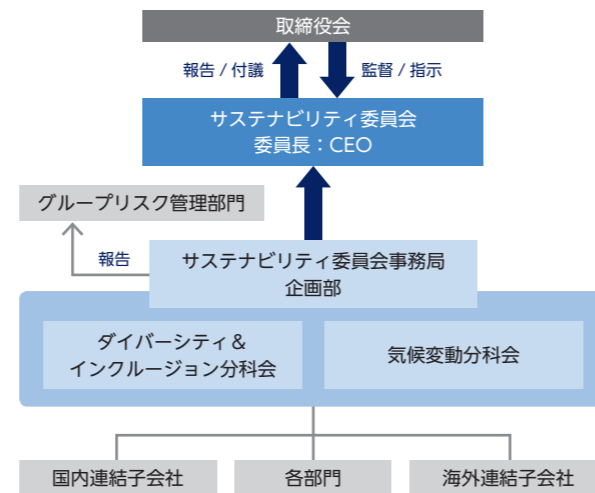 取締役会
報告 / 付議
監督 / 指示
サステナビリティ委員会
委員長：CEO
グループリスク管理部門
報告
サステナビリティ委員会事務局
企画部
ダイバーシティ＆
インクルージョン分科会
気候変動分科会
国内連結子会社
各部門
海外連結子会社